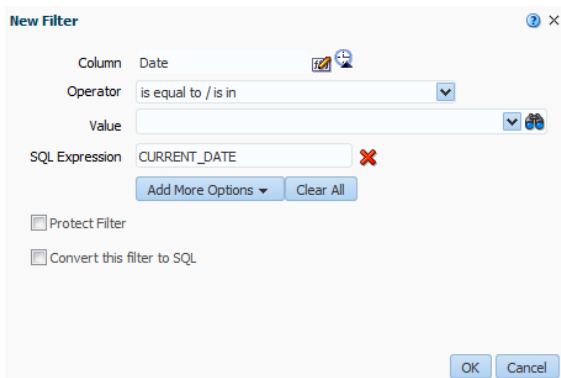 New Filter
Column Date
Operator is equal to / is in
Value
SQL Expression CURRENT_DATE
Add More Options Clear All
Protect Filter
Convert this filter to SQL
OK Cancel